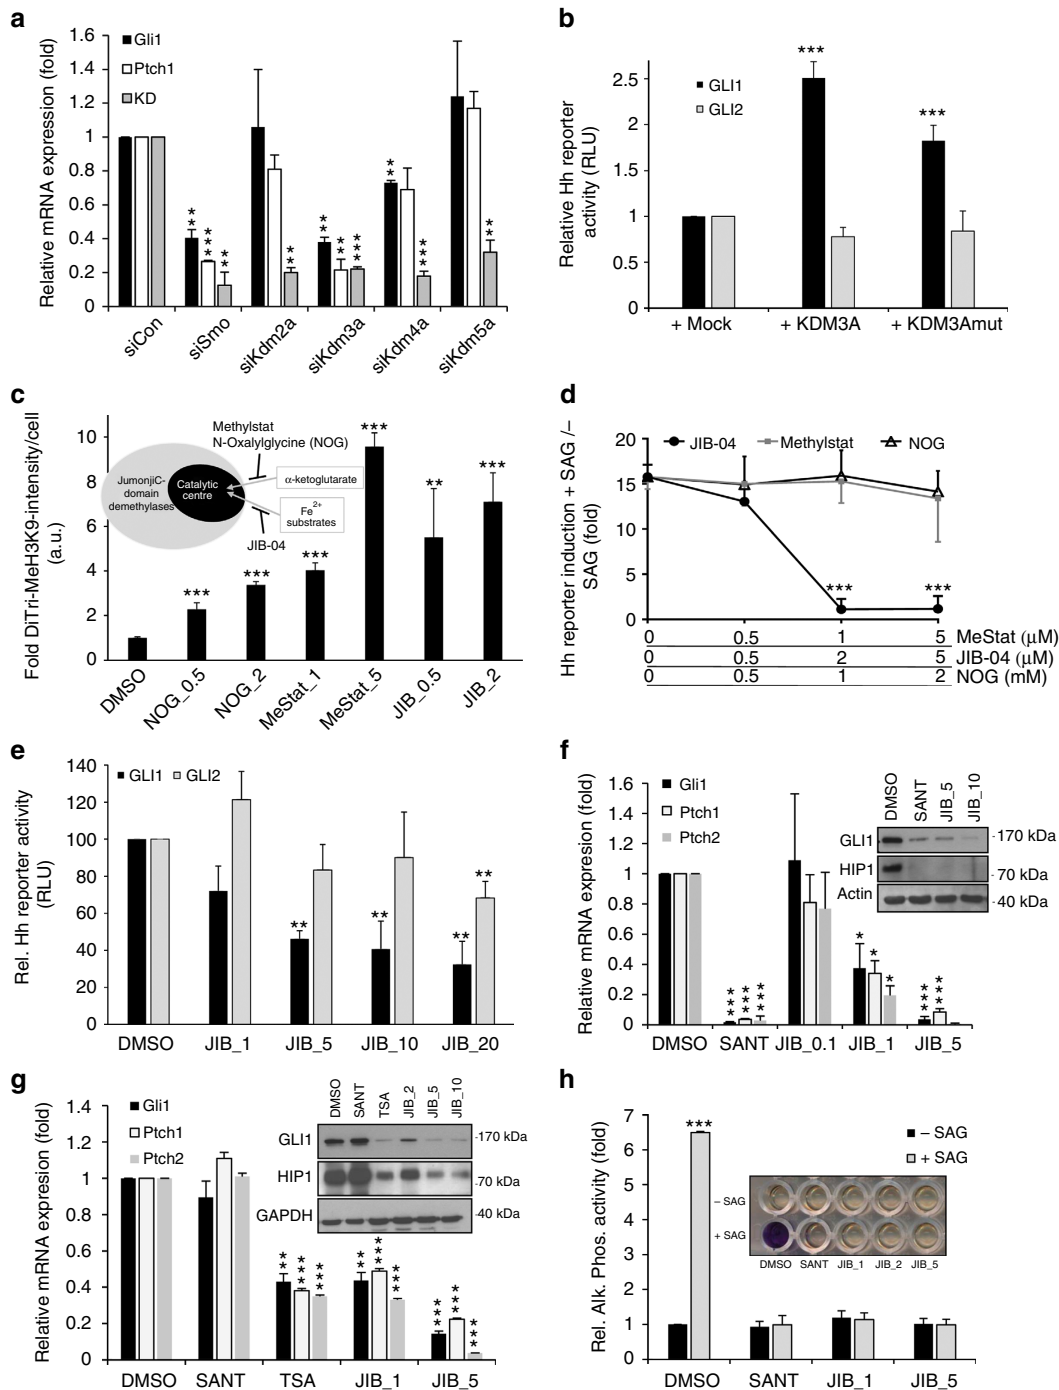 a
Relative mRNA expression (fold)
1.6
1.4
1.2
1
0.8
0.6
0.4
0.2
0
Gli1
Ptch1
KD
**
***
**
**
**
**
***
**
***
**
siCon
siSmo
siKdm2a
siKdm3a
siKdm4a
siKdm5a
b
Relative Hh reporter
activity (RLU)
2.5
2
1.5
1
0.5
0
GLI1
GLI2
***
***
+ Mock
+ KDM3A
+ KDM3Amut
c
Fold DiTri-MeH3K9-intensity/cell
(a.u.)
10
8
6
4
2
0
Methylstat
N-Oxalylglycine (NOG)
JumonjiC-
domain
demethylases
Catalytic
centre
α-ketoglutarate
Fe2+
substrates
JIB-04
***
***
***
***
**
***
DMSO
NOG_0.5
NOG_2
MeStat_1
MeStat_5
JIB_0.5
JIB_2
d
Hh reporter induction + SAG /–
SAG (fold)
20
15
10
5
0
JIB-04
Methylstat
NOG
***
***
0 0.5 1 5 MeStat (μM)
0 0.5 2 5 JIB-04 (μM)
0 0.5 1 2 NOG (mM)
e
Rel. Hh reporter activity
(RLU)
140
120
100
80
60
40
20
0
GLI1
GLI2
**
**
**
**
DMSO
JIB_1
JIB_5
JIB_10
JIB_20
f
Relative mRNA expression (fold)
1.6
1.4
1.2
1
0.8
0.6
0.4
0.2
0
Gli1
Ptch1
Ptch2
DMSO
SANT
JIB_5
JIB_10
GLI1
-170 kDa
HIP1
- 70 kDa
Actin
- 40 kDa
***
***
***
*
*
*
***
***
DMSO
SANT
JIB_0.1
JIB_1
JIB_5
g
Relative mRNA expression (fold)
1.4
1.2
1
0.8
0.6
0.4
0.2
0
Gli1
Ptch1
Ptch2
DMSO
SANT
TSA
JIB_2
JIB_5
JIB_10
GLI1
-170 kDa
HIP1
-70 kDa
GAPDH
-40 kDa
**
***
***
**
***
***
***
***
***
DMSO
SANT
TSA
JIB_1
JIB_5
h
Rel. Alk. Phos. activity (fold)
7
6
5
4
3
2
1
0
***
– SAG
+ SAG
– SAG
+ SAG
DMSO
SANT
JIB_1
JIB_2
JIB_5
DMSO
SANT
JIB_1
JIB_5